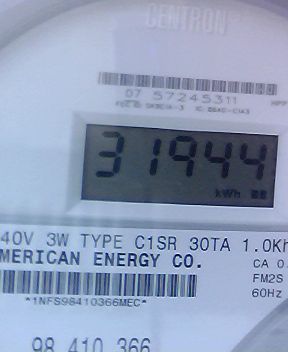 CENTRON
07 57245311
31944
kWh
40V 3W TYPE C1SR 30TA 1.0Kh
MERICAN ENERGY CO.
CA 0.
FM2S
*1NFS98410366MEC*
60Hz
98 410 366